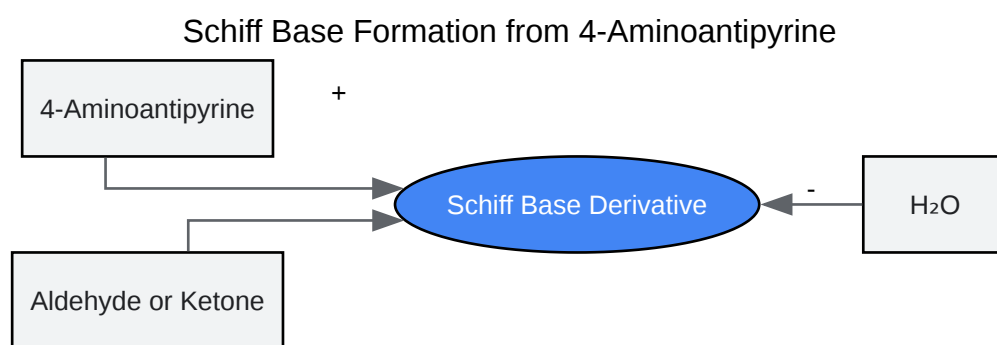 Schiff Base Formation from 4-Aminoantipyrine
4-Aminoantipyrine
+
Schiff Base Derivative
-
H₂O
Aldehyde or Ketone